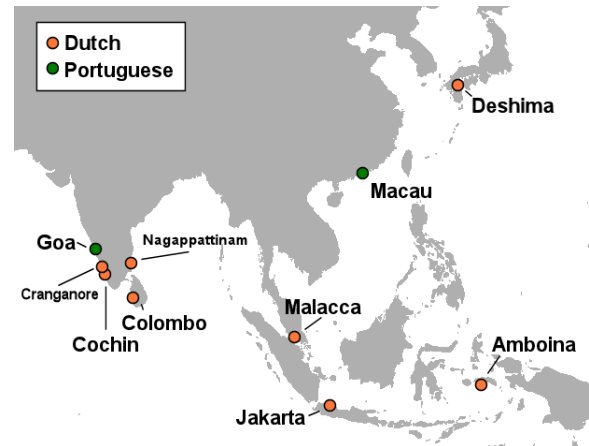 Dutch
Portuguese
Deshima
Macau
Goa
Nagappattinam
Cranganore
Colombo
Malacca
Cochin
Amboina
Jakarta